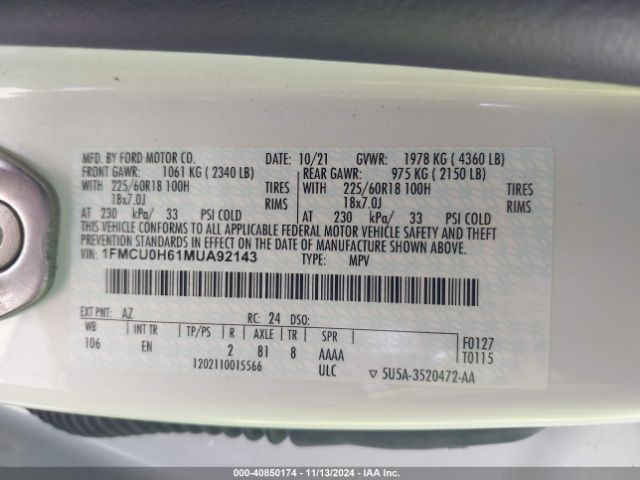 MFD. BY FORD MOTOR CO. DATE: 10/21 GVWR: 1978 KG ( 4360 LB)
FRONT GAWR: 1061 KG ( 2340 LB) REAR GAWR: 975 KG ( 2150 LB)
WITH 225/60R18 100H TIRES WITH 225/60R18 100H TIRES
18x7.0J RIMS 18x7.0J RIMS
AT 230 kPa/ 33 PSI COLD AT 230 kPa/ 33 PSI COLD
THIS VEHICLE CONFORMS TO ALL APPLICABLE FEDERAL MOTOR VEHICLE SAFETY AND THEFT
PREVENTION STANDARDS IN EFFECT ON THE DATE OF MANUFACTURE SHOWN ABOVE.
VIN: 1FMCU0H61MUA92143 TYPE: MPV
EXT PNT: AZ RC: 24 DSO:
WB INT TR TP/PS R AXLE TR SPR F0127
106 EN 2 81 8 AAAA T0115
1202110015566 ULC ▽ 5U5A-3520472-AA
000-40850174 - 11/13/2024 - IAA Inc.